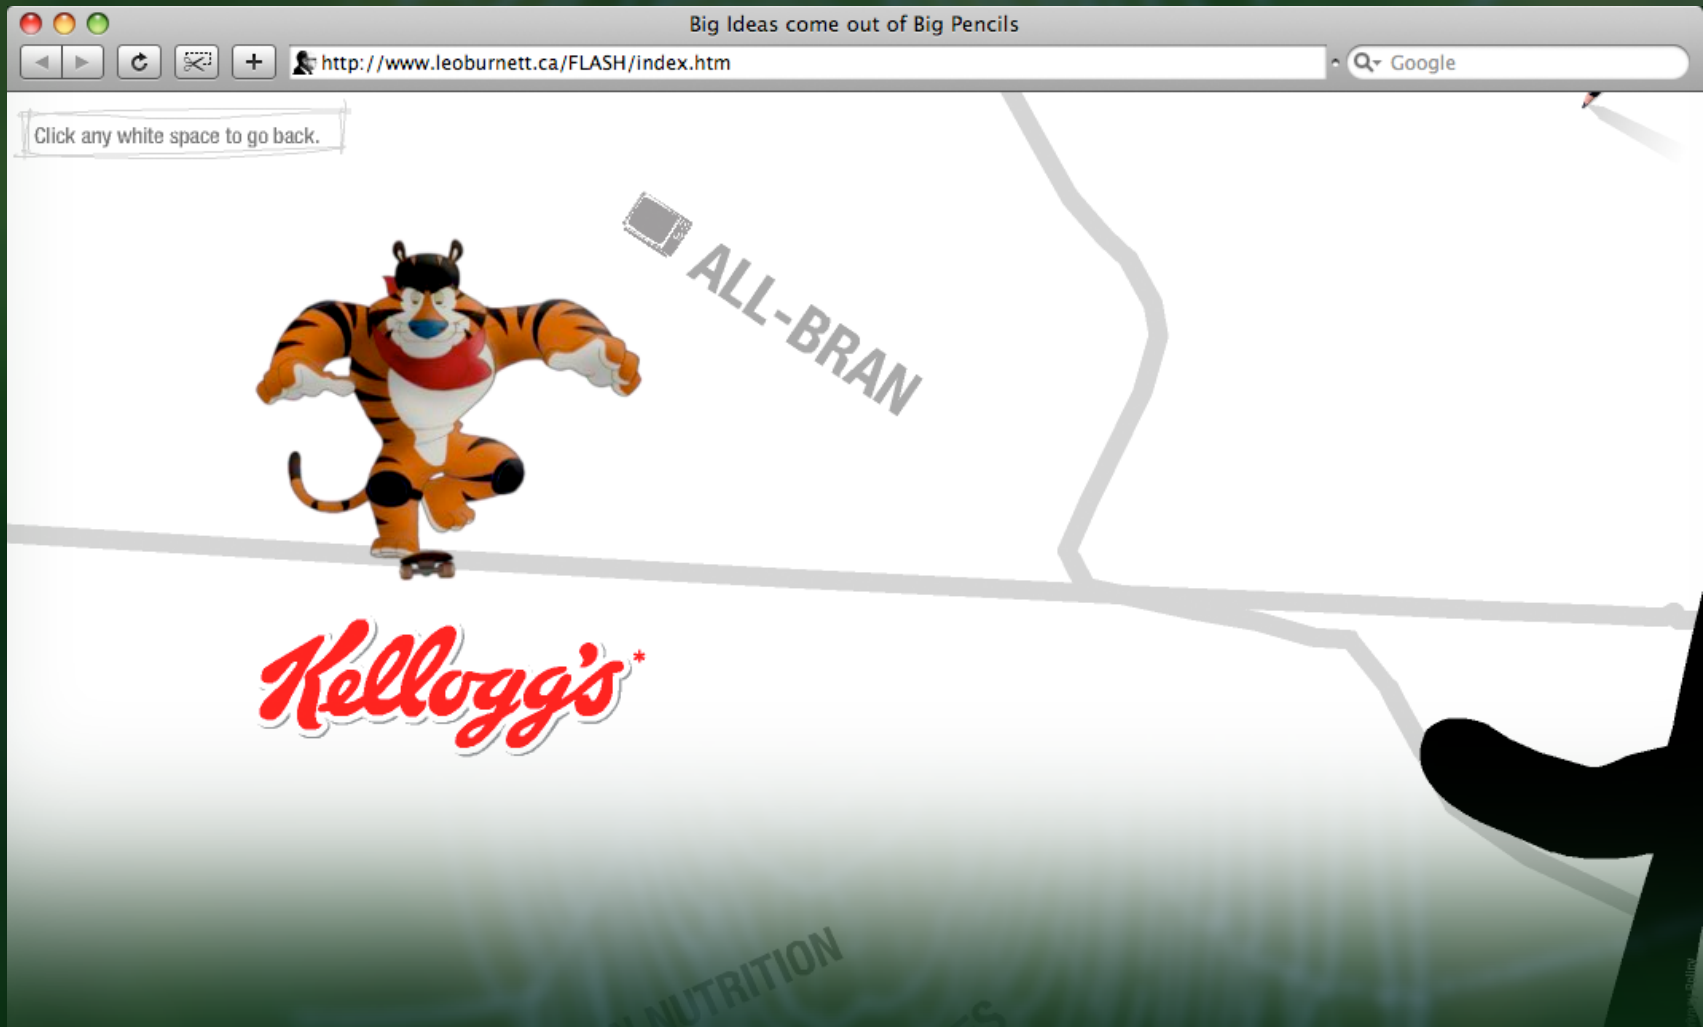 Big Ideas come out of Big Pencils
http://www.leoburnett.ca/FLASH/index.htm
Google
Click any white space to go back.
ALL-BRAN
Kellogg's*
NUTRITION